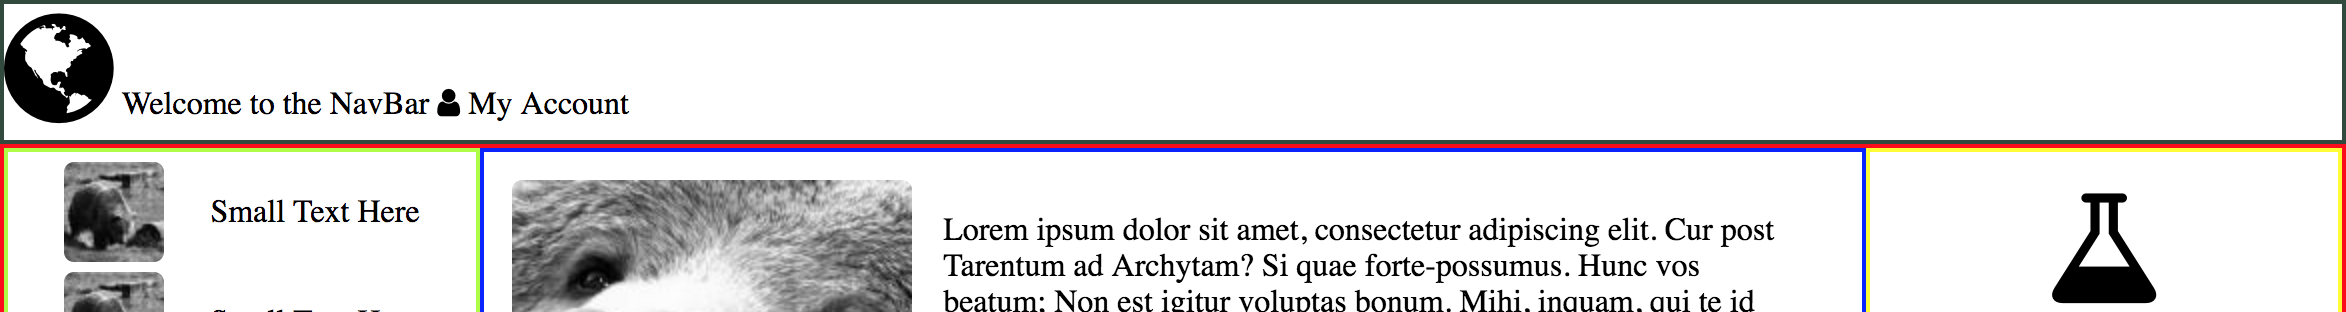 Welcome to the NavBar My Account
Small Text Here
Lorem ipsum dolor sit amet, consectetur adipiscing elit. Cur post
Tarentum ad Archytam? Si quae forte-possumus. Hunc vos
beatum; Non est igitur voluptas bonum. Mihi, inquam, qui te id